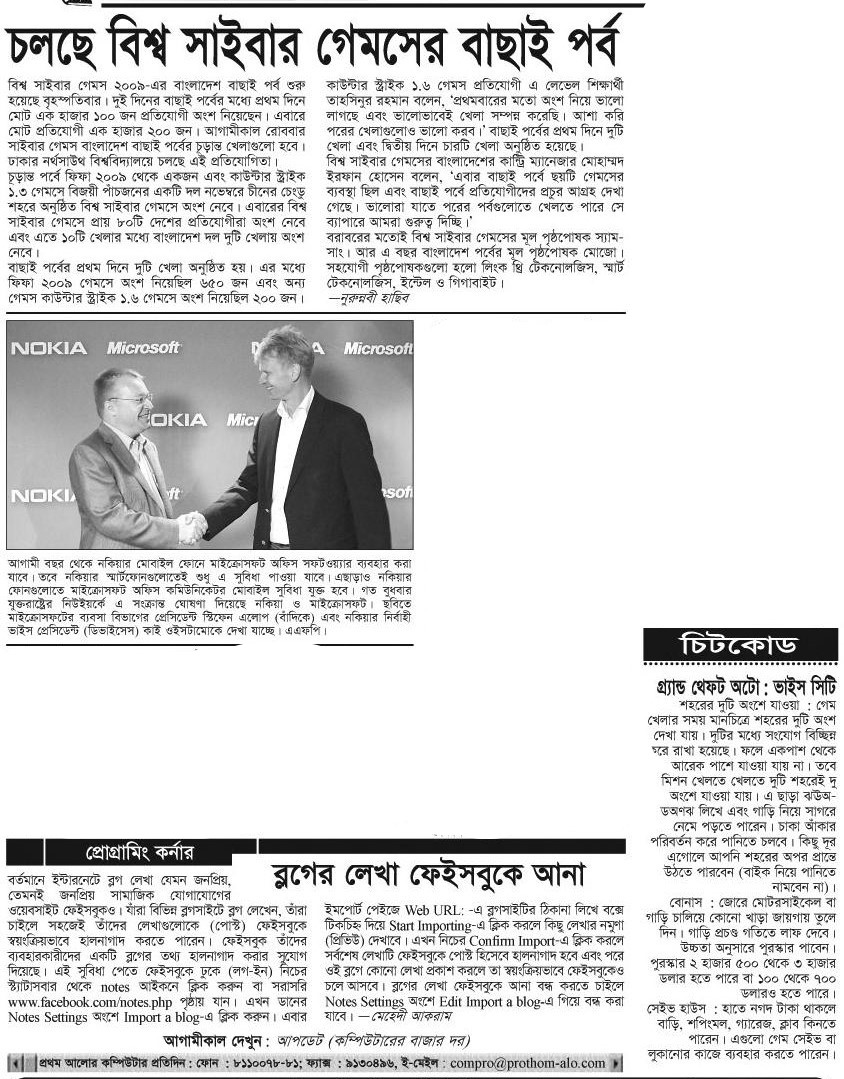 চলছে বিশ্ব সাইবার গেমসের বাছাই পর্ব
বিশ্ব সাইবার গেমস ২০০৯-এর বাংলাদেশ বাছাই পর্ব শুরু
হয়েছে বৃহস্পতিবার। দুই দিনের বাছাই পর্বের মধ্যে প্রথম দিনে
মোট এক হাজার ১০০ জন প্রতিযোগী অংশ নিয়েছেন। এবারে
মোট প্রতিযোগী এক হাজার ২০০ জন। আগামীকাল রোববার
সাইবার গেমস বাংলাদেশ বাছাই পর্বের চূড়ান্ত খেলাগুলো হবে।
ঢাকার নর্থসাউথ বিশ্ববিদ্যালয়ে চলছে এই প্রতিযোগিতা।
চূড়ান্ত পর্বে ফিফা ২০০৯ থেকে একজন এবং কাউন্টার স্ট্রাইক
১.৩ গেমসে বিজয়ী পাঁচজনের একটি দল নভেম্বরে চীনের চেংডু
শহরে অনুষ্ঠিত বিশ্ব সাইবার গেমসে অংশ নেবে। এবারের বিশ্ব
সাইবার গেমসে প্রায় ৮০টি দেশের প্রতিযোগীরা অংশ নেবে
এবং এতে ১০টি খেলার মধ্যে বাংলাদেশ দল দুটি খেলায় অংশ
নেবে।
বাছাই পর্বের প্রথম দিনে দুটি খেলা অনুষ্ঠিত হয়। এর মধ্যে
ফিফা ২০০৯ গেমসে অংশ নিয়েছিল ৬৫০ জন এবং অন্য
গেমস কাউন্টার স্ট্রাইক ১.৬ গেমসে অংশ নিয়েছিল ২০০ জন।
কাউন্টার স্ট্রাইক ১.৬ গেমস প্রতিযোগী এ লেভেল শিক্ষার্থী
তাহসিনুর রহমান বলেন, ‘প্রথমবারের মতো অংশ নিয়ে ভালো
লাগছে এবং ভালোভাবেই খেলা সম্পন্ন করেছি। আশা করি
পরের খেলাগুলোও ভালো করব।’ বাছাই পর্বের প্রথম দিনে দুটি
খেলা এবং দ্বিতীয় দিনে চারটি খেলা অনুষ্ঠিত হয়েছে।
বিশ্ব সাইবার গেমসের বাংলাদেশের কান্ট্রি ম্যানেজার মোহাম্মদ
ইরফান হোসেন বলেন, ‘এবার বাছাই পর্বে ছয়টি গেমসের
ব্যবস্থা ছিল এবং বাছাই পর্বে প্রতিযোগীদের প্রচুর আগ্রহ দেখা
গেছে। ভালোরা যাতে পরের পর্বগুলোতে খেলতে পারে সে
ব্যাপারে আমরা গুরুত্ব দিচ্ছি।’
বরাবরের মতোই বিশ্ব সাইবার গেমসের মূল পৃষ্ঠপোষক স্যাম-
সাং। আর এ বছর বাংলাদেশ পর্বের মূল পৃষ্ঠপোষক মোজো।
সহযোগী পৃষ্ঠপোষকগুলো হলো লিংক থ্রি টেকনোলজিস, স্মার্ট
টেকনোলজিস, ইন্টেল ও গিগাবাইট।
—নুরুন্নবী হাছিব
NOKIA Microsoft NOKIA Microsoft
NOKIA Micr
NOKIA ft soft
আগামী বছর থেকে নকিয়ার মোবাইল ফোনে মাইক্রোসফট অফিস সফটওয়্যার ব্যবহার করা
যাবে। তবে নকিয়ার স্মার্টফোনগুলোতেই শুধু এ সুবিধা পাওয়া যাবে। এছাড়াও নকিয়ার
ফোনগুলোতে মাইক্রোসফট অফিস কমিউনিকেটর মোবাইল সুবিধা যুক্ত হবে। গত বুধবার
যুক্তরাষ্ট্রের নিউইয়র্কে এ সংক্রান্ত ঘোষণা দিয়েছে নকিয়া ও মাইক্রোসফট। ছবিতে
মাইক্রোসফটের ব্যবসা বিভাগের প্রেসিডেন্ট স্টিফেন এলোপ (বাঁদিকে) এবং নকিয়ার নির্বাহী
ভাইস প্রেসিডেন্ট (ডিভাইসেস) কাই ওইসটামোকে দেখা যাচ্ছে। এএফপি।
চিটকোড
গ্র্যান্ড থেফট অটো : ভাইস সিটি
শহরের দুটি অংশে যাওয়া : গেম
খেলার সময় মানচিত্রে শহরের দুটি অংশ
দেখা যায়। দুটির মধ্যে সংযোগ বিচ্ছিন্ন
করে রাখা হয়েছে। ফলে একপাশ থেকে
আরেক পাশে যাওয়া যায় না। তবে
মিশন খেলতে খেলতে দুটি শহরেই দু
অংশে যাওয়া যায়। এ ছাড়া ঝউঅ-
ডঅণঝ লিখে এবং গাড়ি নিয়ে সাগরে
নেমে পড়তে পারেন। চাকা আঁকার
পরিবর্তন করে পানিতে চলবে। কিছু দূর
এগোলে আপনি শহরের অপর প্রান্তে
উঠতে পারবেন (বাইক নিয়ে পানিতে
নামবেন না)।
বোনাস : জোরে মোটরসাইকেল বা
গাড়ি চালিয়ে কোনো খাড়া জায়গায় তুলে
দিন। গাড়ি প্রচণ্ড গতিতে লাফ দেবে।
উচ্চতা অনুসারে পুরস্কার পাবেন।
পুরস্কার ২ হাজার ৫০০ থেকে ৩ হাজার
ডলার হতে পারে বা ১০০ থেকে ৭০০
ডলারও হতে পারে।
সেইভ হাউস : হাতে নগদ টাকা থাকলে
বাড়ি, শপিংমল, গ্যারেজ, ক্লাব কিনতে
পারেন। এগুলো গেম সেইভ বা
লুকানোর কাজে ব্যবহার করতে পারেন।
প্রোগ্রামিং কর্নার
ব্লগের লেখা ফেইসবুকে আনা
বর্তমানে ইন্টারনেটে ব্লগ লেখা যেমন জনপ্রিয়,
তেমনই জনপ্রিয় সামাজিক যোগাযোগের
ওয়েবসাইট ফেইসবুকও। যাঁরা বিভিন্ন ব্লগসাইটে ব্লগ লেখেন, তাঁরা
চাইলে সহজেই তাঁদের লেখাগুলোকে (পোস্ট) ফেইসবুকে
স্বয়ংক্রিয়ভাবে হালনাগাদ করতে পারেন। ফেইসবুক তাঁদের
ব্যবহারকারীদের একটি ব্লগের তথ্য হালনাগাদ করার সুযোগ
দিয়েছে। এই সুবিধা পেতে ফেইসবুকে ঢুকে (লগ-ইন) নিচের
স্ট্যাটাসবার থেকে notes আইকনে ক্লিক করুন বা সরাসরি
www.facebook.com/notes.php পৃষ্ঠায় যান। এখন ডানের
Notes Settings অংশে Import a blog-এ ক্লিক করুন। এবার
ইমপোর্ট পেইজে Web URL: -এ ব্লগসাইটির ঠিকানা লিখে বক্সে
টিকচিহ্ন দিয়ে Start Importing-এ ক্লিক করলে কিছু লেখার নমুণা
(প্রিভিউ) দেখাবে। এখন নিচের Confirm Import-এ ক্লিক করলে
সর্বশেষ লেখাটি ফেইসবুকে পোস্ট হিসেবে হালনাগাদ হবে এবং পরে
ওই ব্লগে কোনো লেখা প্রকাশ করলে তা স্বয়ংক্রিয়ভাবে ফেইসবুকেও
চলে আসবে। ব্লগের লেখা ফেইসবুকে আনা বন্ধ করতে চাইলে
Notes Settings অংশে Edit Import a blog-এ গিয়ে বন্ধ করা
যাবে। —মেহেদী আকরাম
আগামীকাল দেখুন : আপডেট (কম্পিউটারের বাজার দর)
প্রথম আলোর কম্পিউটার প্রতিদিন : ফোন : ৮১১০০৭৮-৮১; ফ্যাক্স : ৯১৩০৪৯৬, ই-মেইল : compro@prothom-alo.com